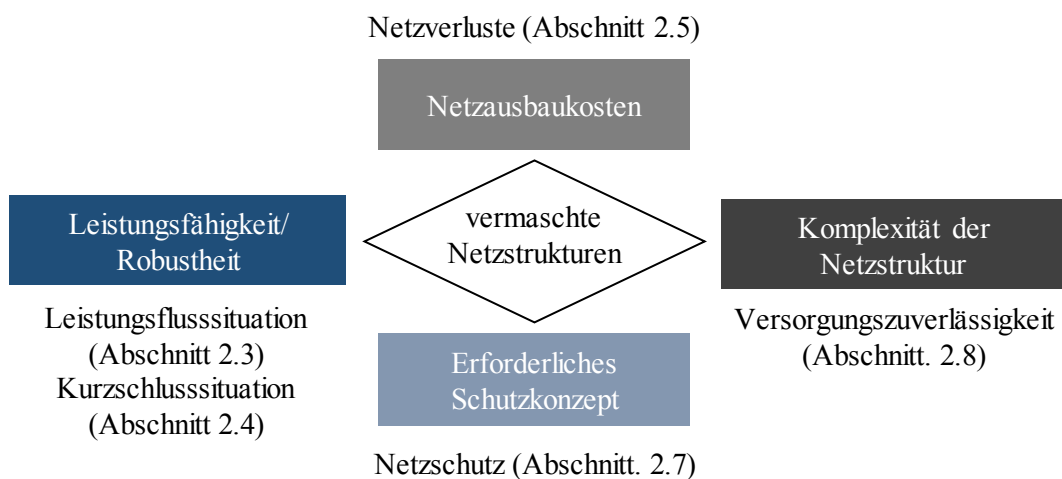 Netzverluste (Abschnitt 2.5)
Netzausbaukosten
Leistungsfähigkeit/
Robustheit
vermaschte
Netzstrukturen
Komplexität der
Netzstruktur
Leistungsflusssituation
(Abschnitt 2.3)
Kurzschlusssituation
(Abschnitt 2.4)
Versorgungszuverlässigkeit
(Abschnitt. 2.8)
Erforderliches
Schutzkonzept
Netzschutz (Abschnitt. 2.7)